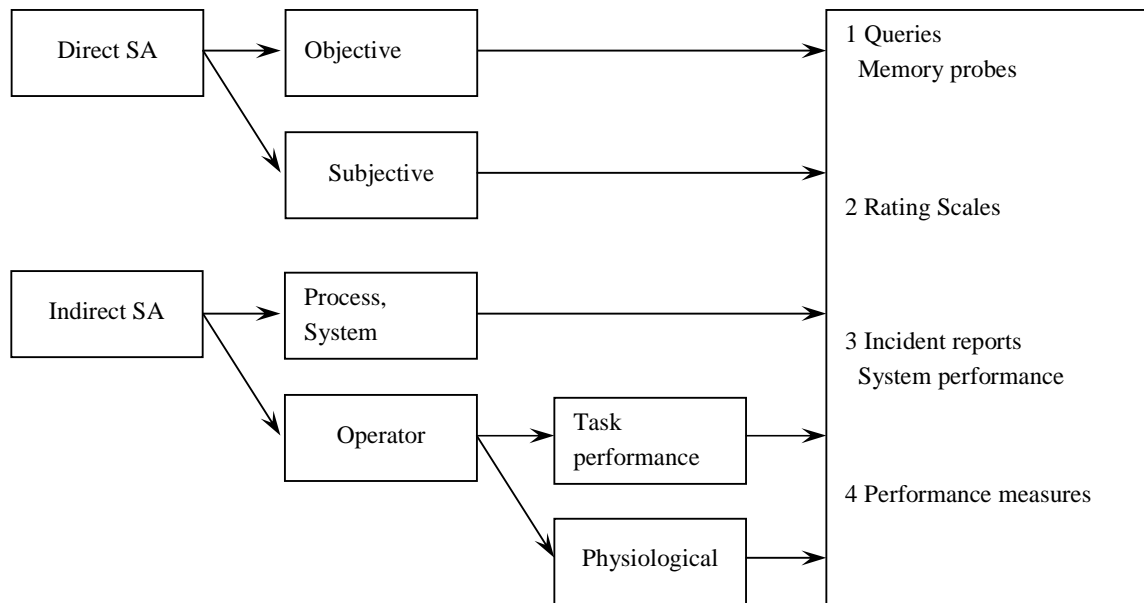 Direct SA
Objective
Subjective
Indirect SA
Process,
System
Operator
Task
performance
Physiological
1 Queries
Memory probes
2 Rating Scales
3 Incident reports
System performance
4 Performance measures